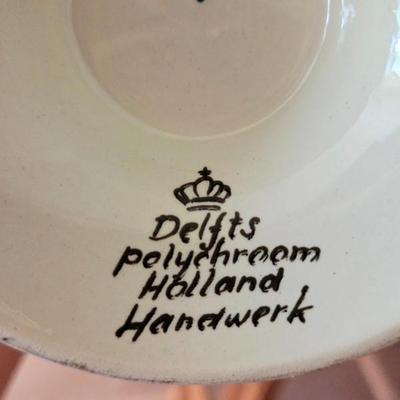 Delfts
polychroom
Holland
Handwerk